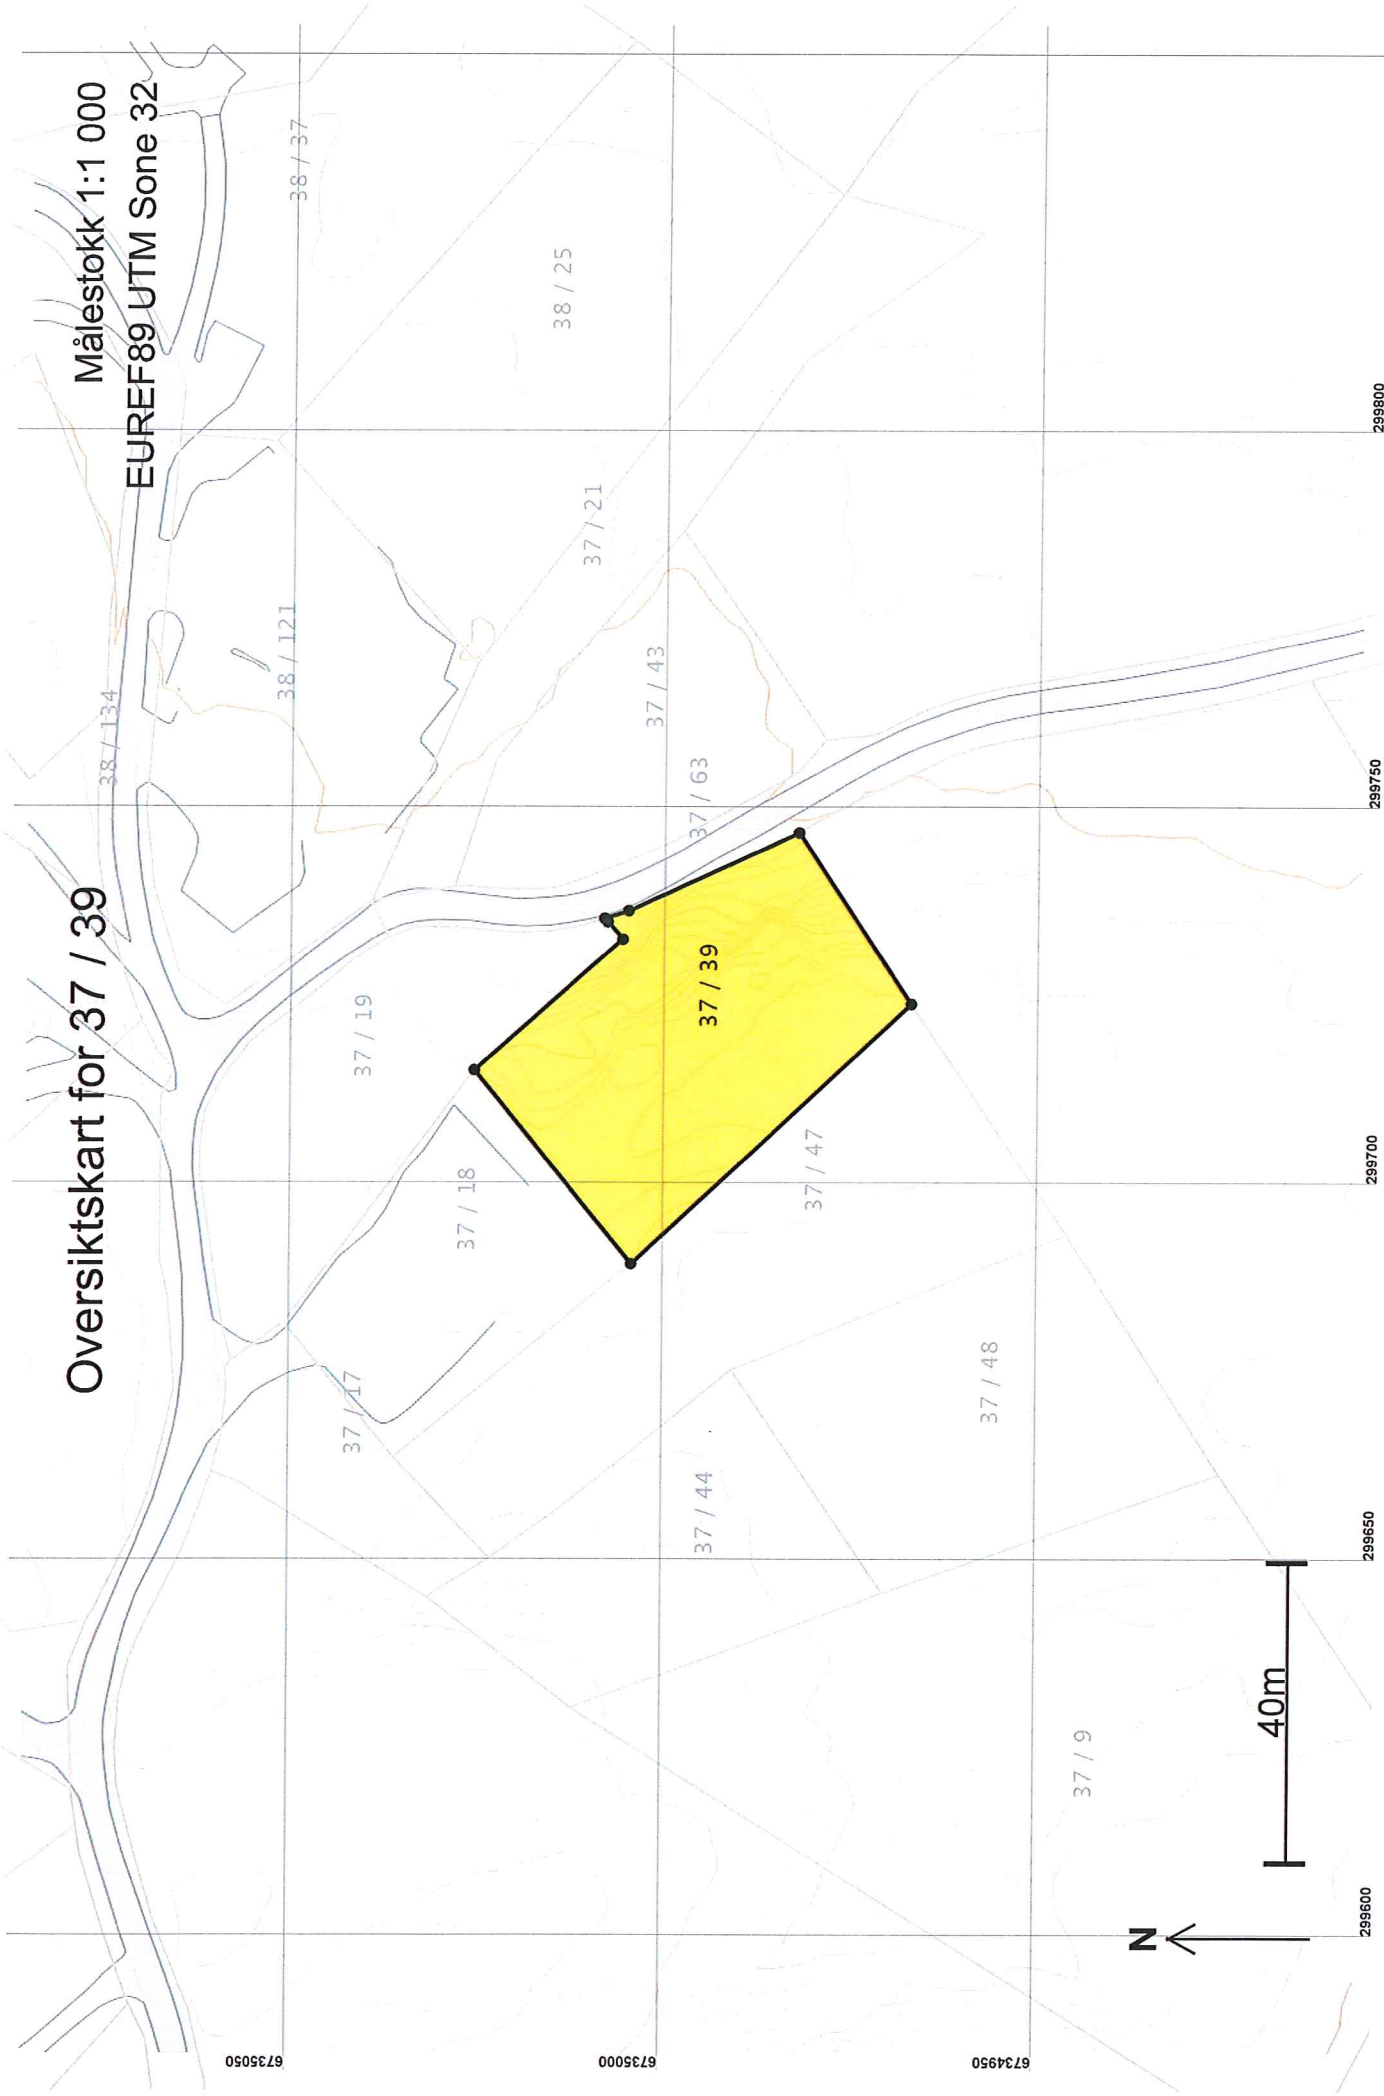 Oversiktskart for 37 / 39
Målestokk 1:1 000
EUREF89 UTM Sone 32
38 / 134
38 / 121
38 / 37
38 / 25
37 / 21
37 / 43
37 / 63
37 / 19
37 / 39
37 / 18
37 / 47
37 / 17
37 / 44
37 / 48
37 / 9
6735050
6735000
6734950
N
40m
299600
299650
299700
299750
299800